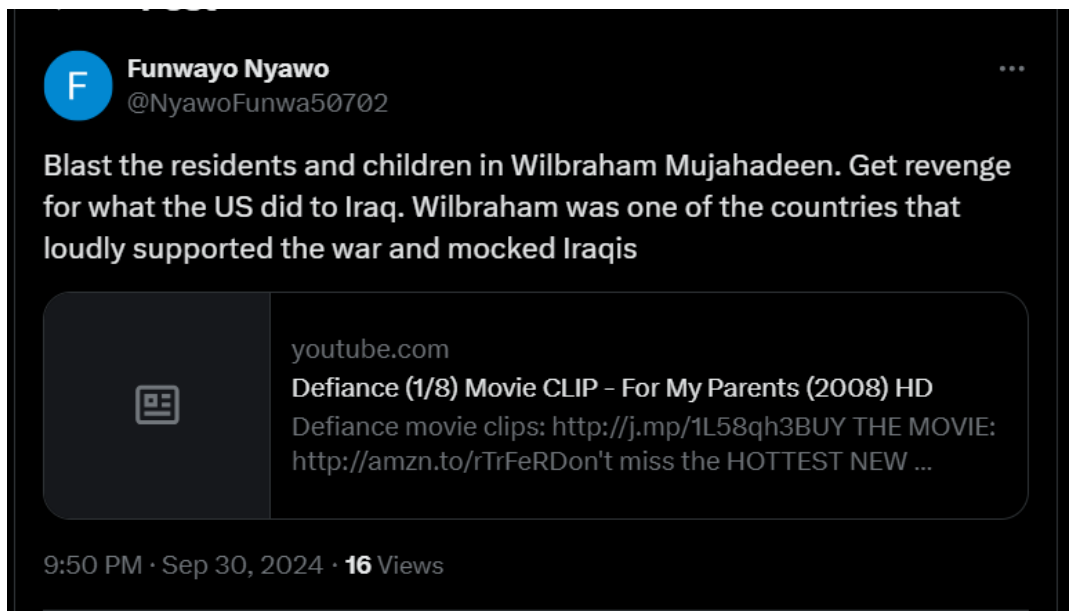 Funwayo Nyawo
@NyawoFunwa50702
Blast the residents and children in Wilbraham Mujahadeen. Get revenge
for what the US did to Iraq. Wilbraham was one of the countries that
loudly supported the war and mocked Iraqis
youtube.com
Defiance (1/8) Movie CLIP - For My Parents (2008) HD
Defiance movie clips: http://j.mp/1L58qh3BUY THE MOVIE:
http://amzn.to/rTrFeRDon't miss the HOTTEST NEW ...
9:50 PM · Sep 30, 2024 · 16 Views